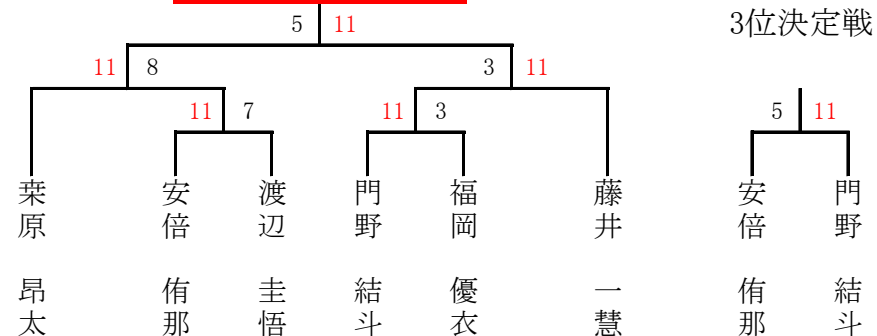 5 11
3位決定戦
11 8
3 11
11 7
11 3
5 11
桒原 昂太
安倍 侑那
渡辺 圭悟
門野 結斗
福岡 優衣
藤井 一慧
安倍 侑那
門野 結斗